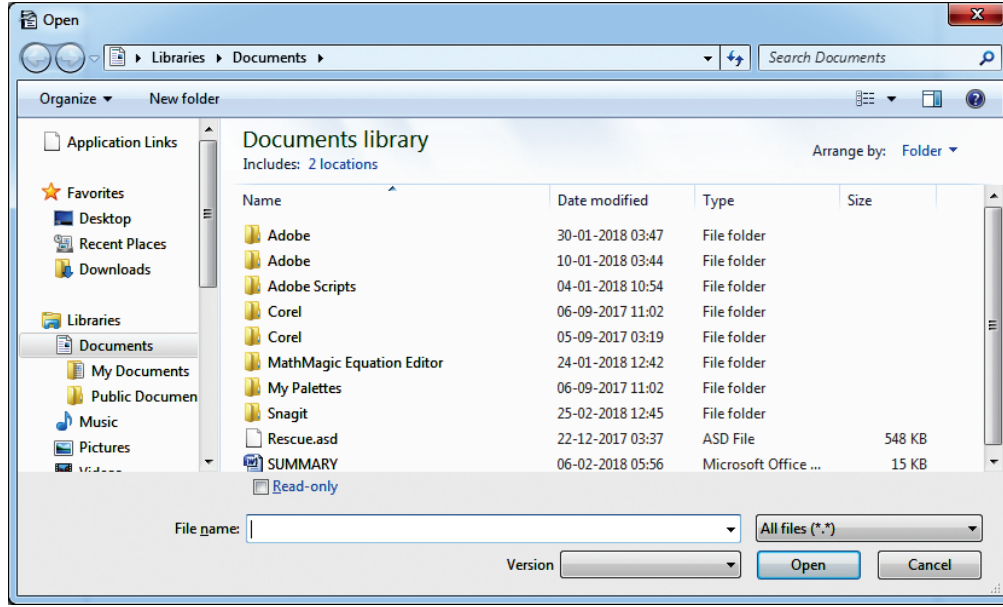 Open
Libraries Documents
Search Documents
Organize New folder
Application Links
Favorites
Desktop
Recent Places
Downloads
Libraries
Documents
My Documents
Public Documen
Music
Pictures
Videos
Documents library
Includes: 2 locations
Arrange by: Folder
Name Date modified Type Size
Adobe 30-01-2018 03:47 File folder
Adobe 10-01-2018 03:44 File folder
Adobe Scripts 04-01-2018 10:54 File folder
Corel 06-09-2017 11:02 File folder
Corel 05-09-2017 03:19 File folder
MathMagic Equation Editor 24-01-2018 12:42 File folder
My Palettes 06-09-2017 11:02 File folder
Snagit 25-02-2018 12:45 File folder
Rescue.asd 22-12-2017 03:37 ASD File 548 KB
SUMMARY 06-02-2018 05:56 Microsoft Office ... 15 KB
Read-only
File name: All files (*.*)
Version Open Cancel